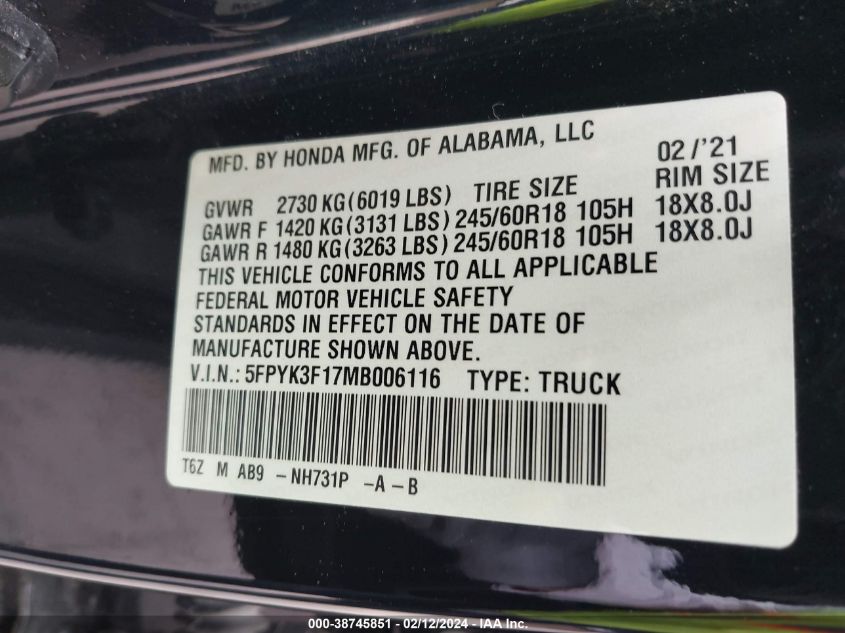 MFD. BY HONDA MFG. OF ALABAMA, LLC 02/'21
GVWR 2730 KG(6019 LBS) TIRE SIZE RIM SIZE
GAWR F 1420 KG(3131 LBS) 245/60R18 105H 18X8.0J
GAWR R 1480 KG(3263 LBS) 245/60R18 105H 18X8.0J
THIS VEHICLE CONFORMS TO ALL APPLICABLE
FEDERAL MOTOR VEHICLE SAFETY
STANDARDS IN EFFECT ON THE DATE OF
MANUFACTURE SHOWN ABOVE.
V.I.N.: 5FPYK3F17MB006116 TYPE: TRUCK
T6Z M AB9 -NH731P -A-B
000-38745851 - 02/12/2024 - IAA Inc.